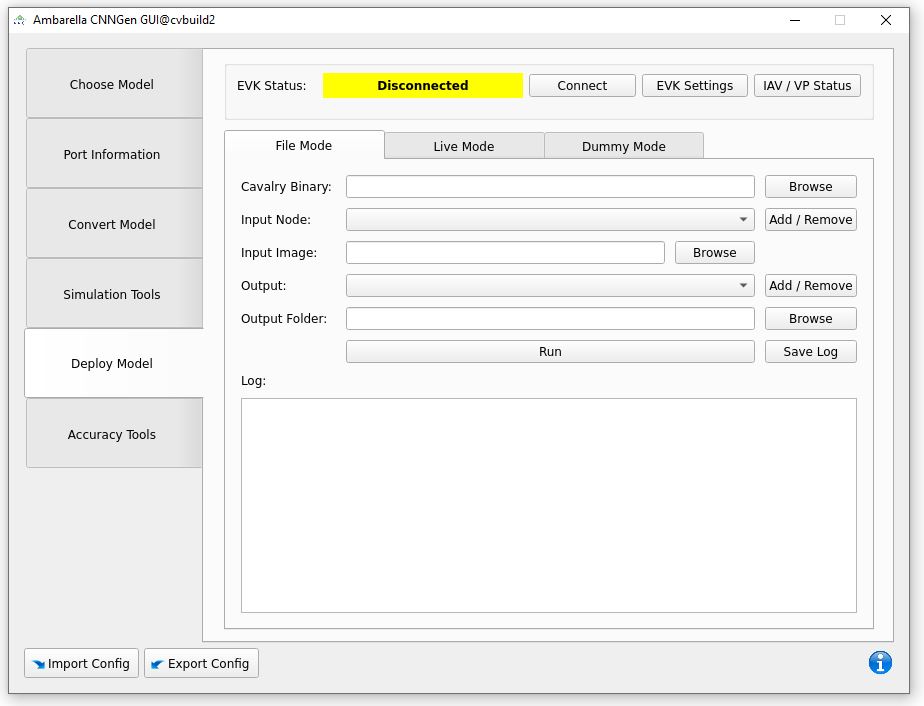 Ambarella CNNGen GUI@cvbuild2
Choose Model
Port Information
Convert Model
Simulation Tools
Deploy Model
Accuracy Tools
EVK Status: Disconnected Connect EVK Settings IAV / VP Status
File Mode Live Mode Dummy Mode
Cavalry Binary: Browse
Input Node: Add / Remove
Input Image: Browse
Output: Add / Remove
Output Folder: Browse
Run Save Log
Log:
Import Config Export Config